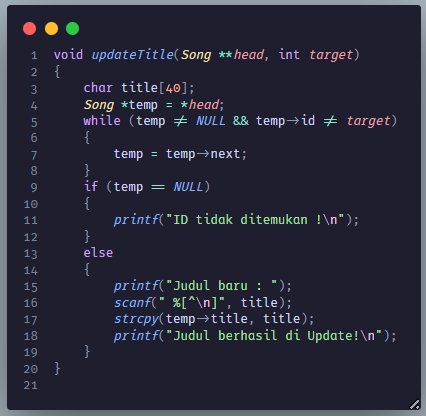 1 void updateTitle(Song **head, int target)
2 {
3     char title[40];
4     Song *temp = *head;
5     while (temp ≠ NULL && temp→id ≠ target)
6     {
7         temp = temp→next;
8     }
9     if (temp == NULL)
10     {
11         printf("ID tidak ditemukan !\n");
12     }
13     else
14     {
15         printf("Judul baru : ");
16         scanf(" %[^\n]", title);
17         strcpy(temp→title, title);
18         printf("Judul berhasil di Update!\n");
19     }
20 }
21